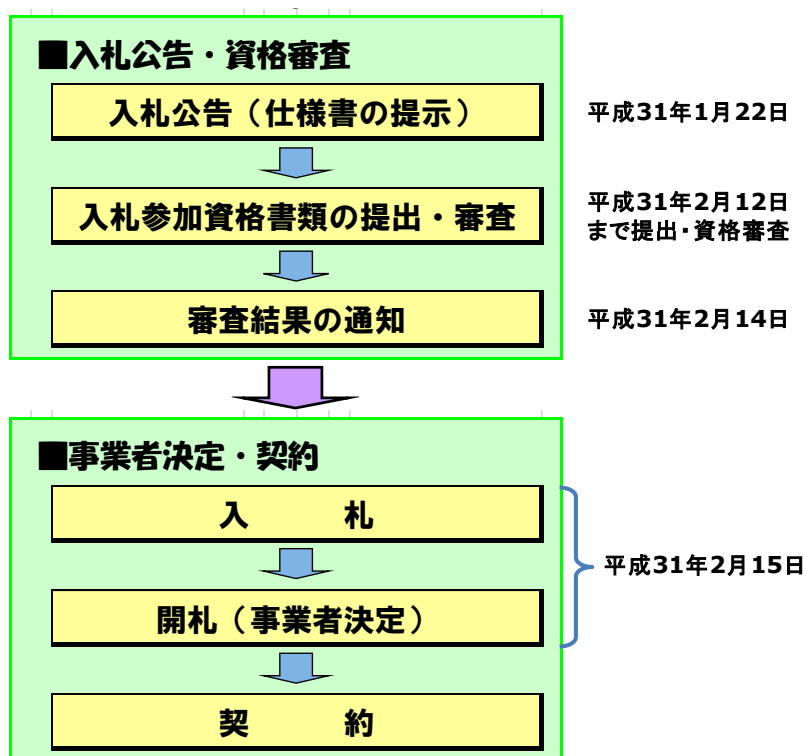 ■入札公告・資格審査
入札公告（仕様書の提示）
平成31年1月22日
入札参加資格書類の提出・審査
平成31年2月12日
まで提出・資格審査
審査結果の通知
平成31年2月14日
■事業者決定・契約
入　　札
平成31年2月15日
開札（事業者決定）
契　　約